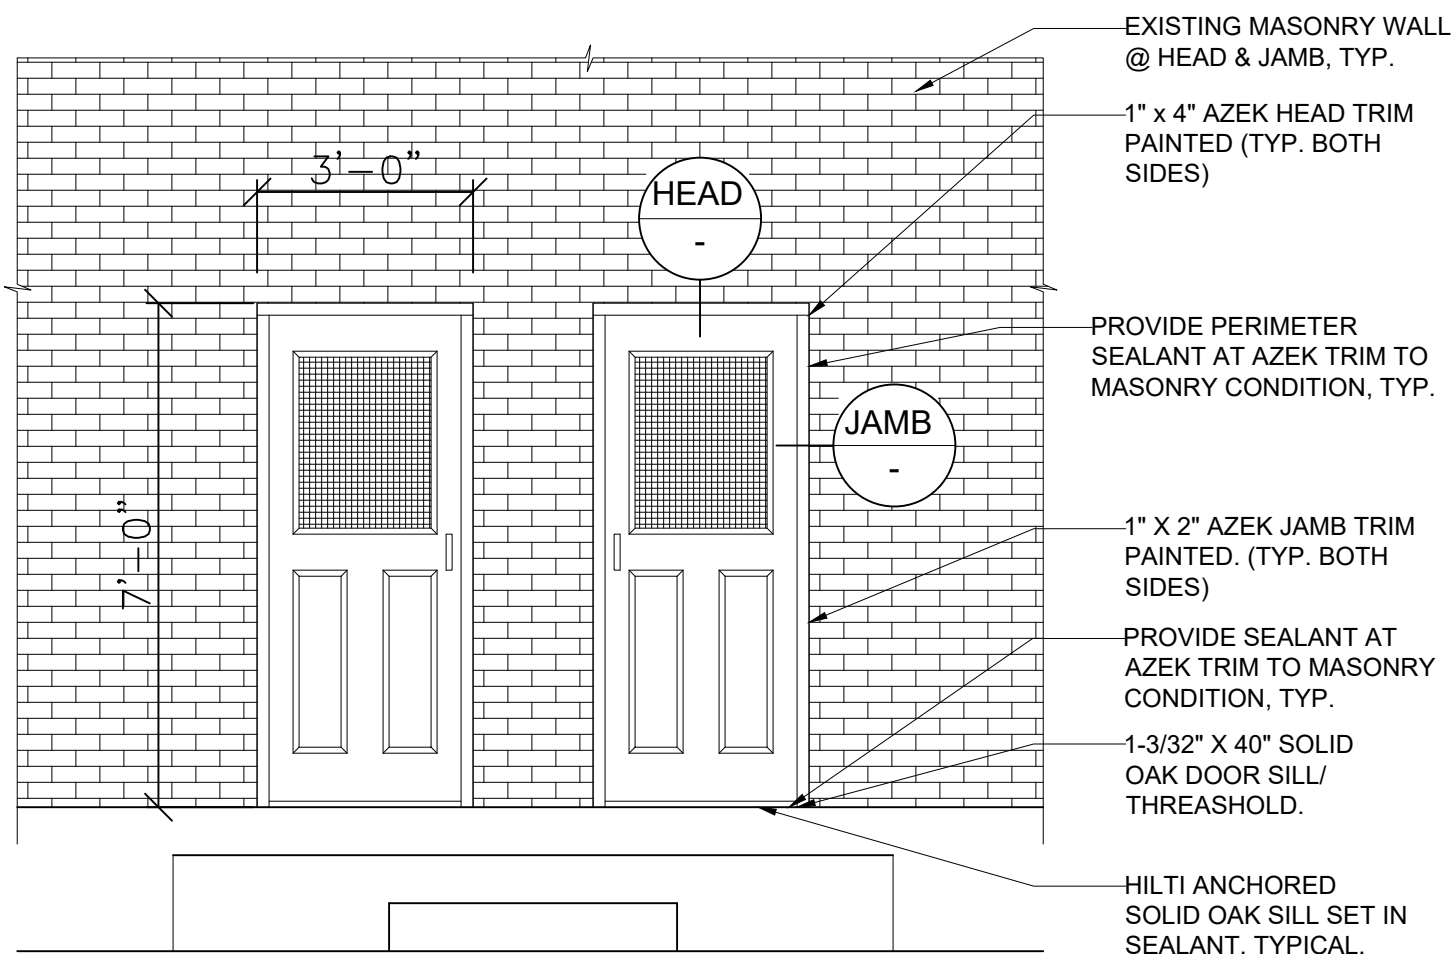 EXISTING MASONRY WALL
@ HEAD & JAMB, TYP.
1" x 4" AZEK HEAD TRIM
PAINTED (TYP. BOTH
SIDES)
3'-0"
HEAD
-
PROVIDE PERIMETER
SEALANT AT AZEK TRIM TO
MASONRY CONDITION, TYP.
JAMB
-
7'-0"
1" X 2" AZEK JAMB TRIM
PAINTED. (TYP. BOTH
SIDES)
PROVIDE SEALANT AT
AZEK TRIM TO MASONRY
CONDITION, TYP.
1-3/32" X 40" SOLID
OAK DOOR SILL/
THREASHOLD.
HILTI ANCHORED
SOLID OAK SILL SET IN
SEALANT. TYPICAL.